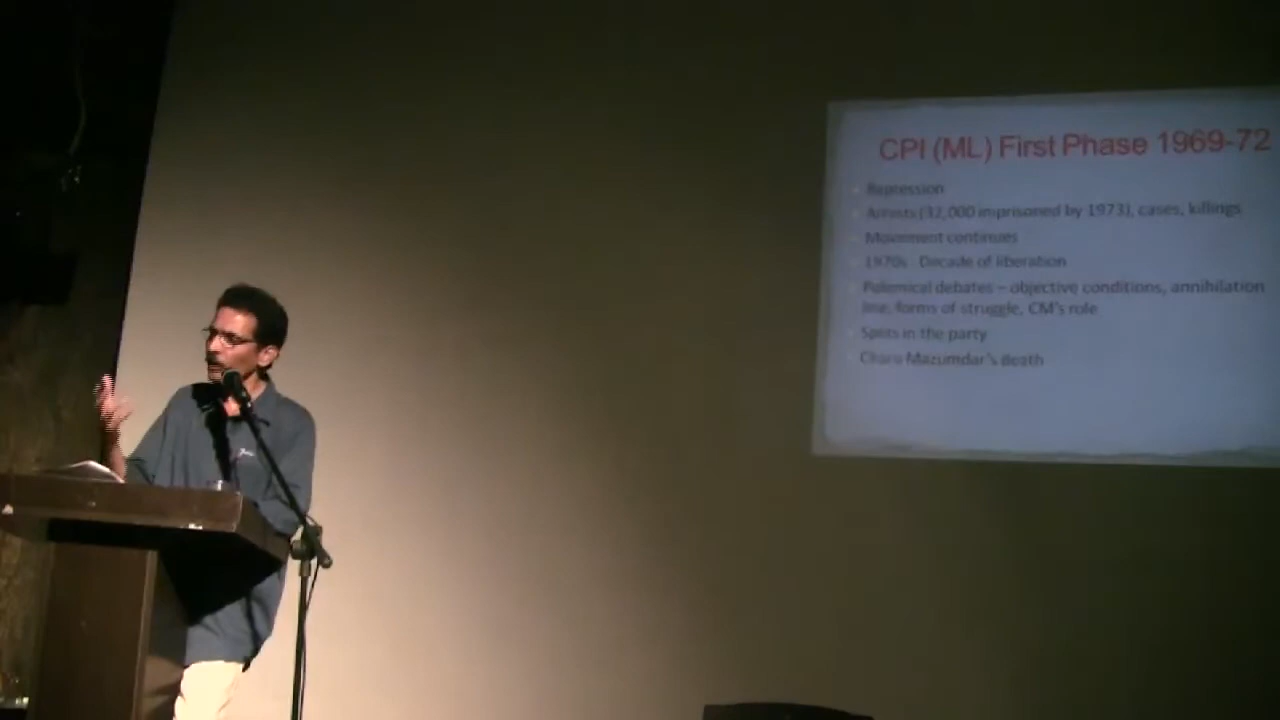 CPI (ML) First Phase 1969-72
Repression
Arrests (32,000 imprisoned by 1973), cases, killings
Movement continues
1970s Decade of liberation
Polemical debates – objective conditions, annihilation
line, forms of struggle, CM's role
Splits in the party
Charu Mazumdar's death